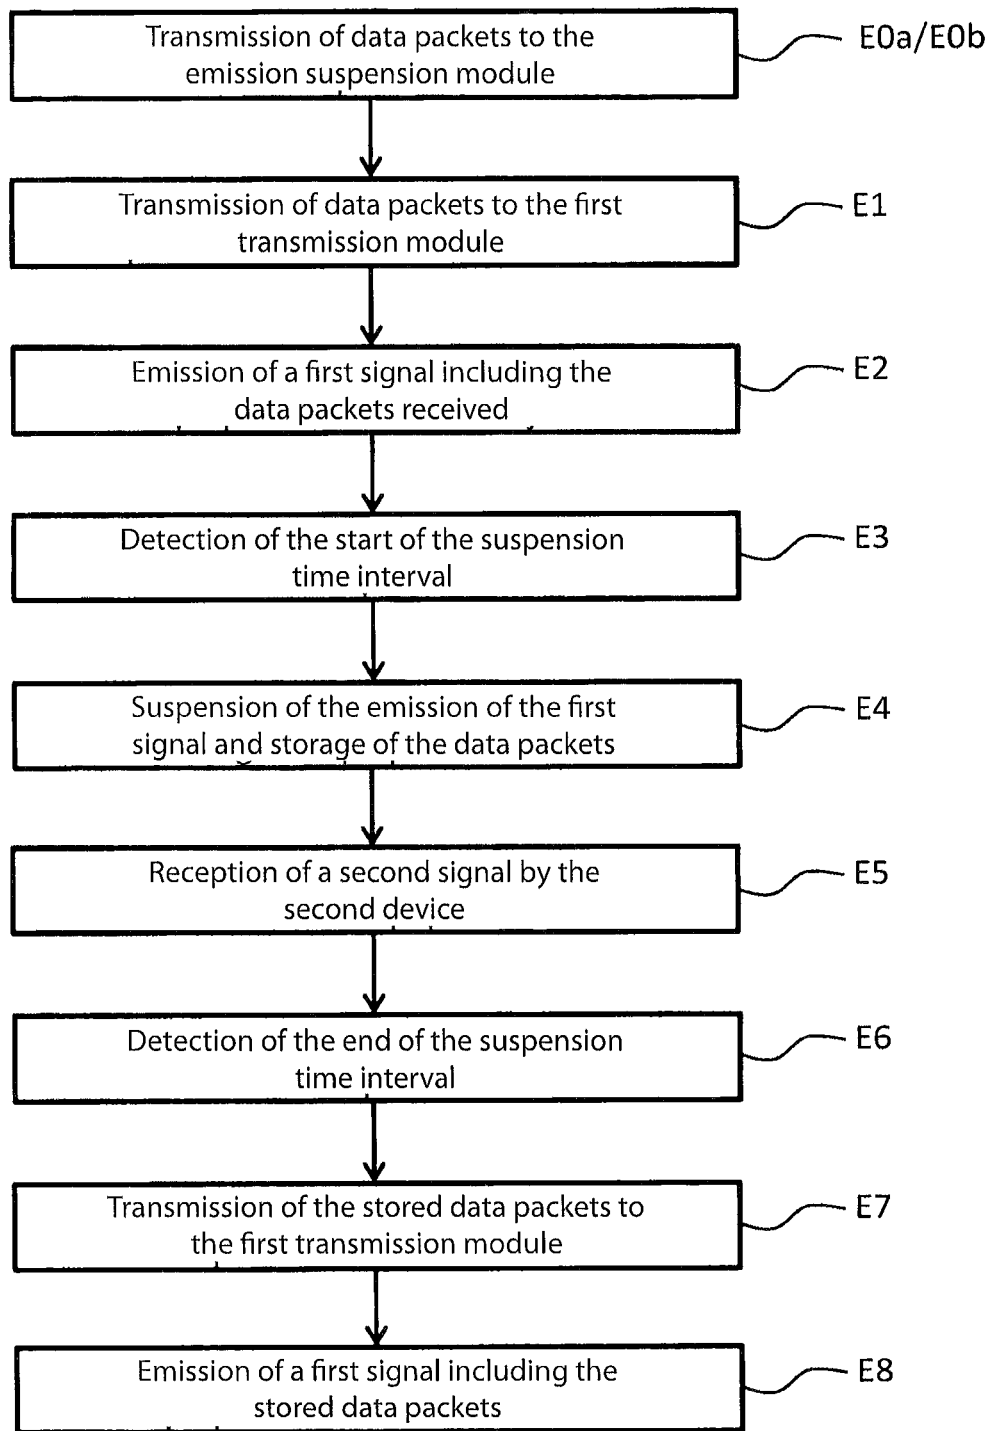 Transmission of data packets to the
emission suspension module
E0a/E0b
Transmission of data packets to the first
transmission module
E1
Emission of a first signal including the
data packets received
E2
Detection of the start of the suspension
time interval
E3
Suspension of the emission of the first
signal and storage of the data packets
E4
Reception of a second signal by the
second device
E5
Detection of the end of the suspension
time interval
E6
Transmission of the stored data packets to
the first transmission module
E7
Emission of a first signal including the
stored data packets
E8